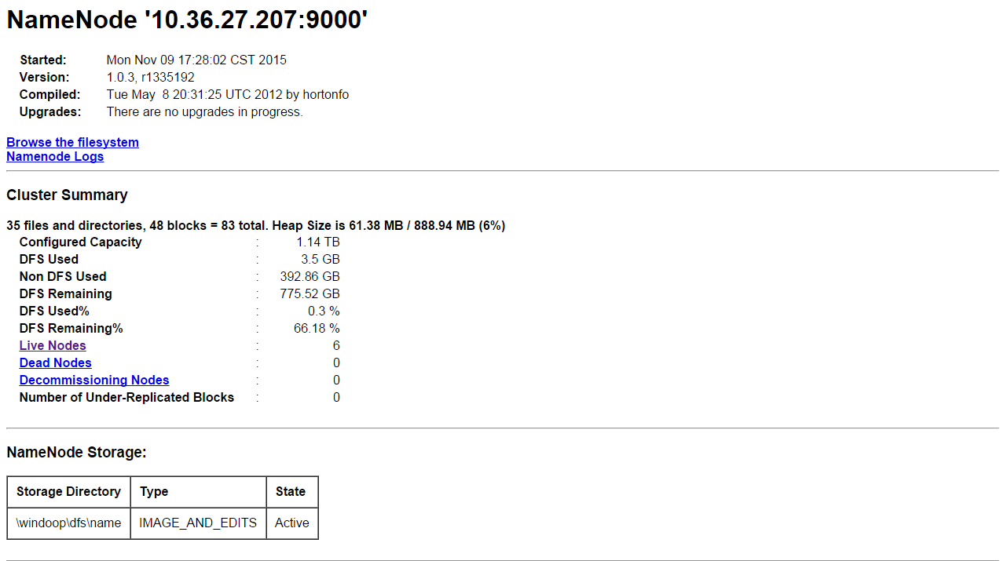 NameNode '10.36.27.207:9000'
Started: Mon Nov 09 17:28:02 CST 2015
Version: 1.0.3, r1335192
Compiled: Tue May  8 20:31:25 UTC 2012 by hortonfo
Upgrades: There are no upgrades in progress.
Browse the filesystem
Namenode Logs
Cluster Summary
35 files and directories, 48 blocks = 83 total. Heap Size is 61.38 MB / 888.94 MB (6%)
Configured Capacity : 1.14 TB
DFS Used : 3.5 GB
Non DFS Used : 392.86 GB
DFS Remaining : 775.52 GB
DFS Used% : 0.3 %
DFS Remaining% : 66.18 %
Live Nodes : 6
Dead Nodes : 0
Decommissioning Nodes : 0
Number of Under-Replicated Blocks : 0
NameNode Storage:
Storage Directory Type State
\windoop\dfs\name IMAGE_AND_EDITS Active